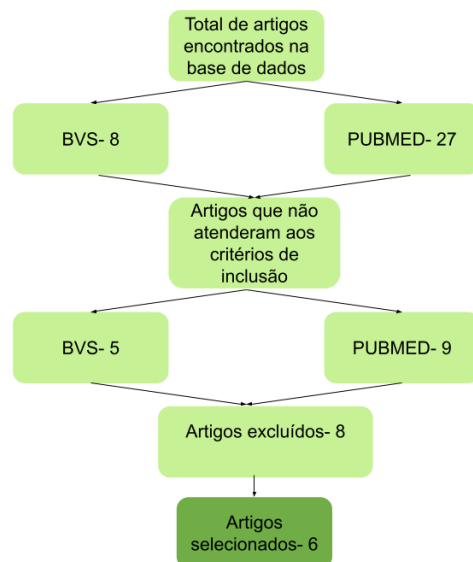 Total de artigos
encontrados na
base de dados
BVS- 8
PUBMED- 27
Artigos que não
atenderam aos
critérios de
inclusão
BVS- 5
PUBMED- 9
Artigos excluídos- 8
Artigos
selecionados- 6